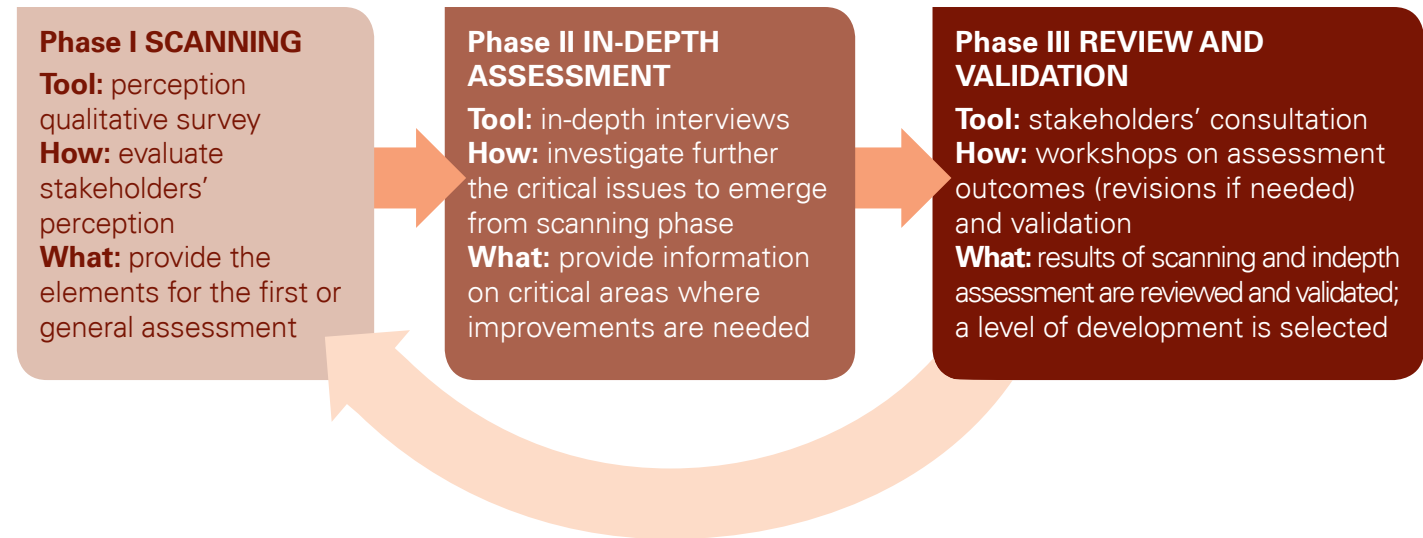 Phase I SCANNING
Tool: perception
qualitative survey
How: evaluate
stakeholders’
perception
What: provide the
elements for the first or
general assessment
Phase II IN-DEPTH
ASSESSMENT
Tool: in-depth interviews
How: investigate further
the critical issues to emerge
from scanning phase
What: provide information
on critical areas where
improvements are needed
Phase III REVIEW AND
VALIDATION
Tool: stakeholders’ consultation
How: workshops on assessment
outcomes (revisions if needed)
and validation
What: results of scanning and indepth
assessment are reviewed and validated;
a level of development is selected